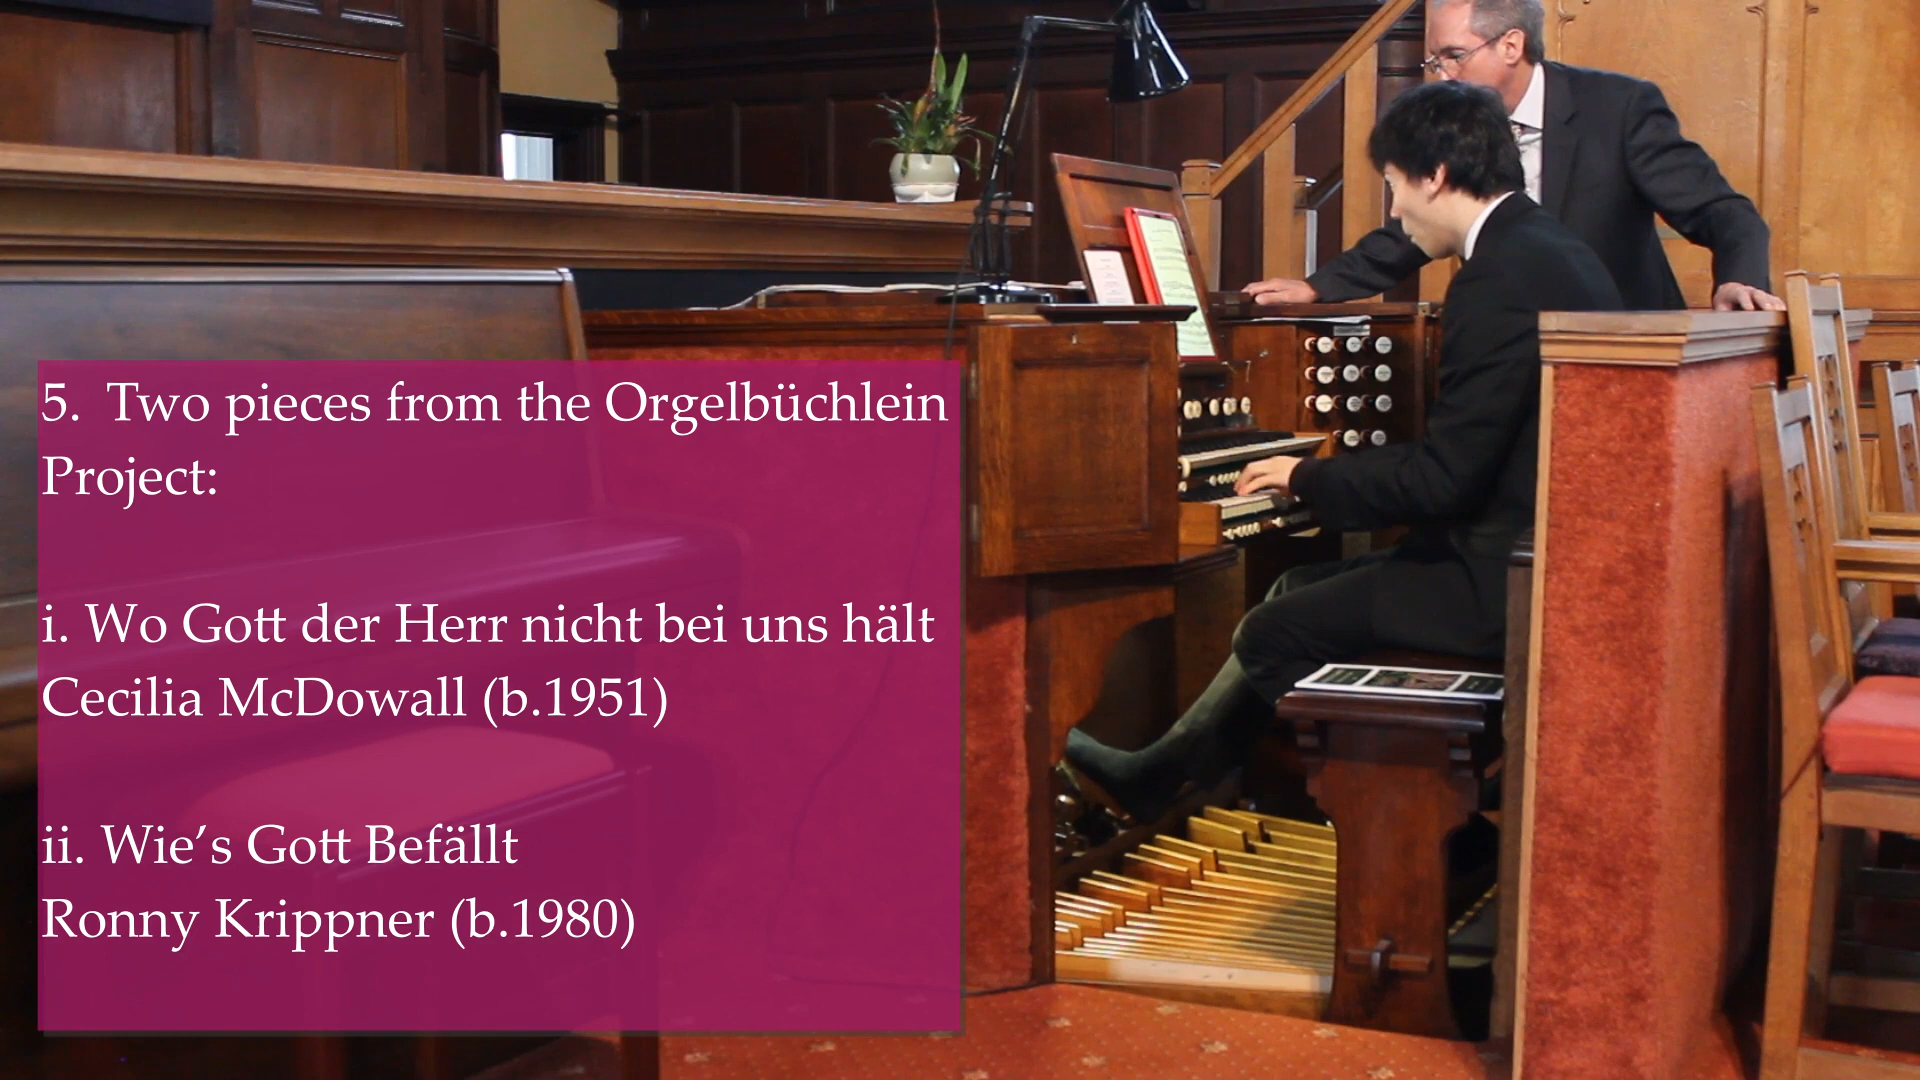 5. Two pieces from the Orgelbüchlein
Project:
i. Wo Gott der Herr nicht bei uns hält
Cecilia McDowall (b.1951)
ii. Wie’s Gott Befällt
Ronny Krippner (b.1980)